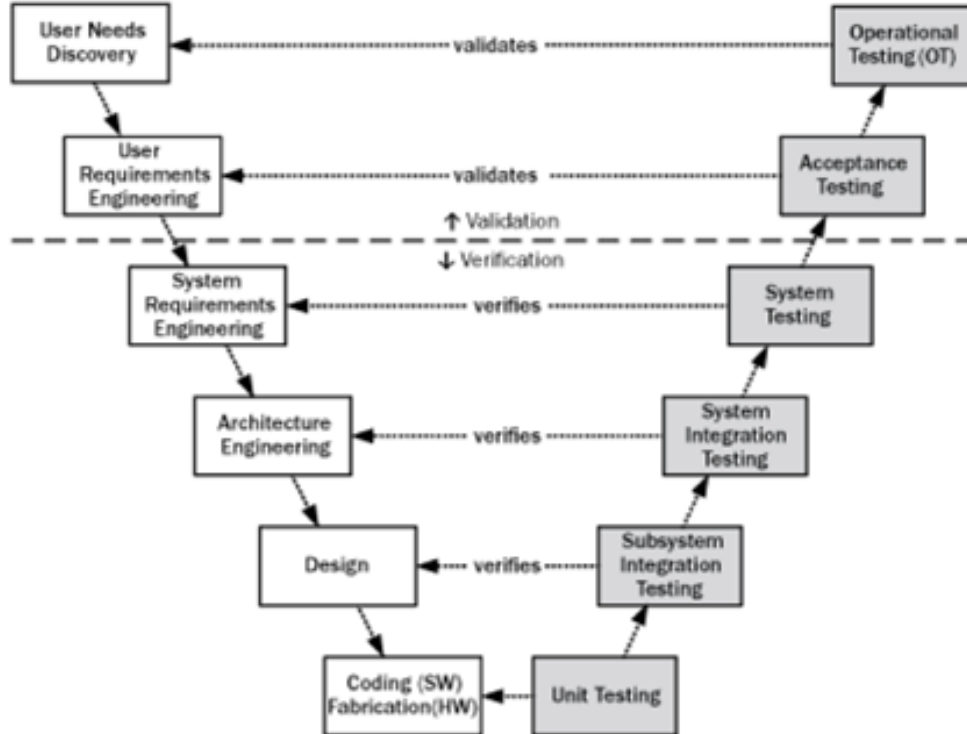 User Needs
Discovery
validates
Operational
Testing (OT)
User
Requirements
Engineering
validates
Acceptance
Testing
↑ Validation
↓ Verification
System
Requirements
Engineering
verifies
System
Testing
Architecture
Engineering
verifies
System
Integration
Testing
Design
verifies
Subsystem
Integration
Testing
Coding (SW)
Fabrication(HW)
Unit Testing